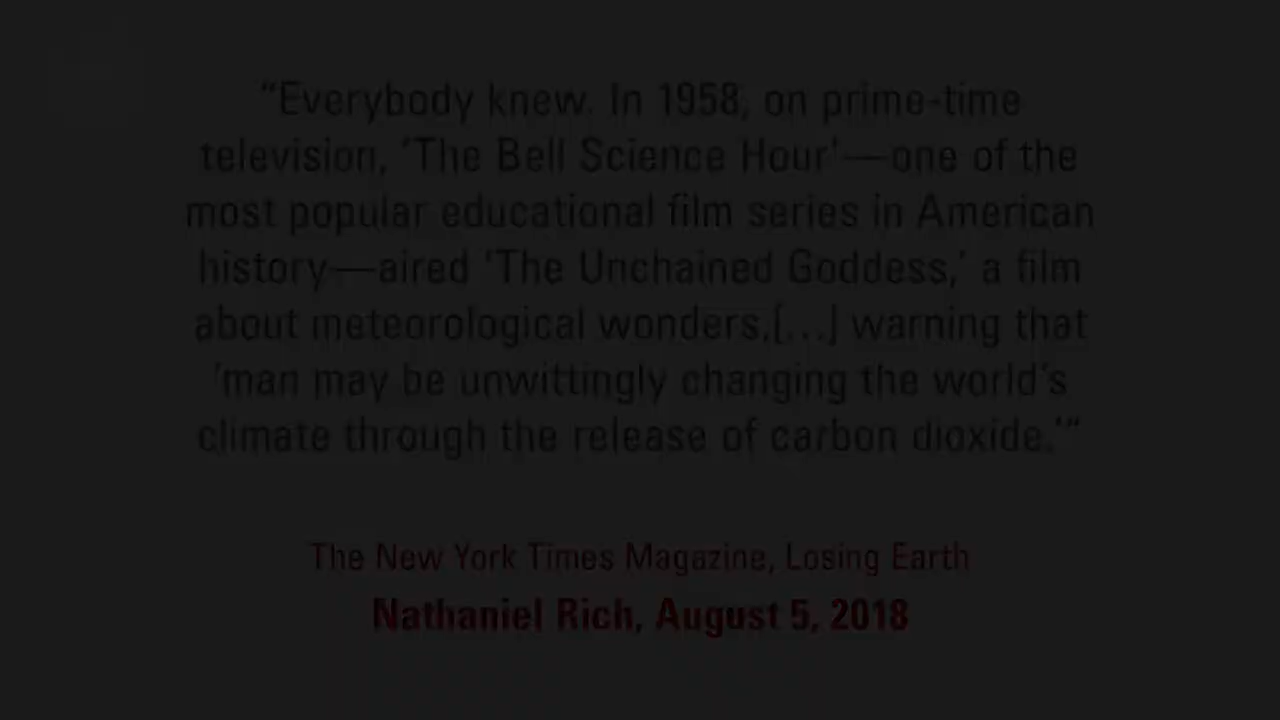 “Everybody knew. In 1958, on prime-time
television, ‘The Bell Science Hour’—one of the
most popular educational film series in American
history—aired ‘The Unchained Goddess,’ a film
about meteorological wonders,[…] warning that
‘man may be unwittingly changing the world’s
climate through the release of carbon dioxide.’“
The New York Times Magazine, Losing Earth
Nathaniel Rich, August 5, 2018